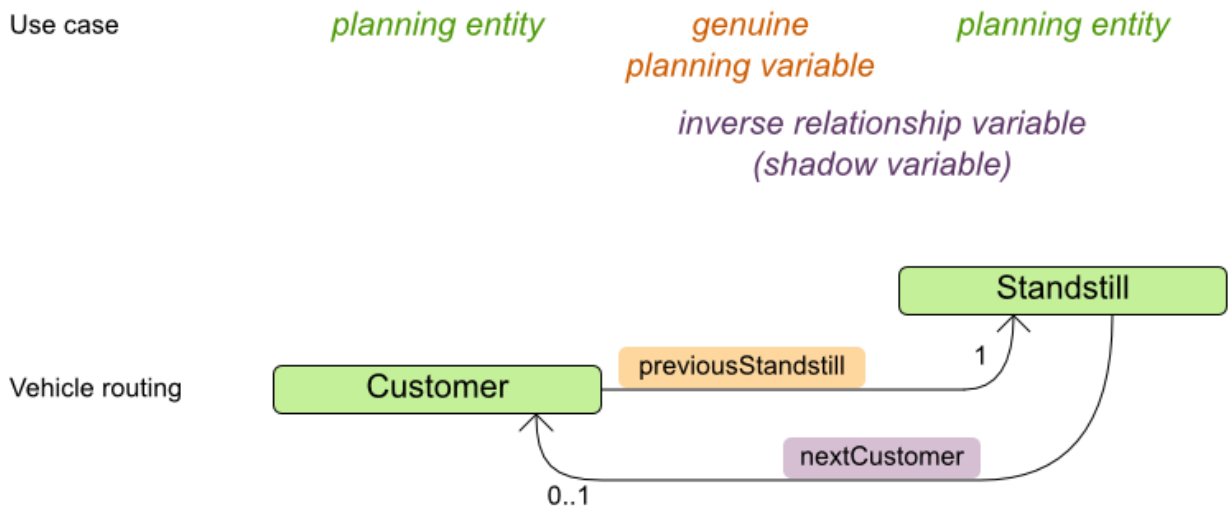 Use case
planning entity
genuine
planning variable
planning entity
inverse relationship variable
(shadow variable)
Standstill
previousStandstill
1
Vehicle routing
Customer
nextCustomer
0..1